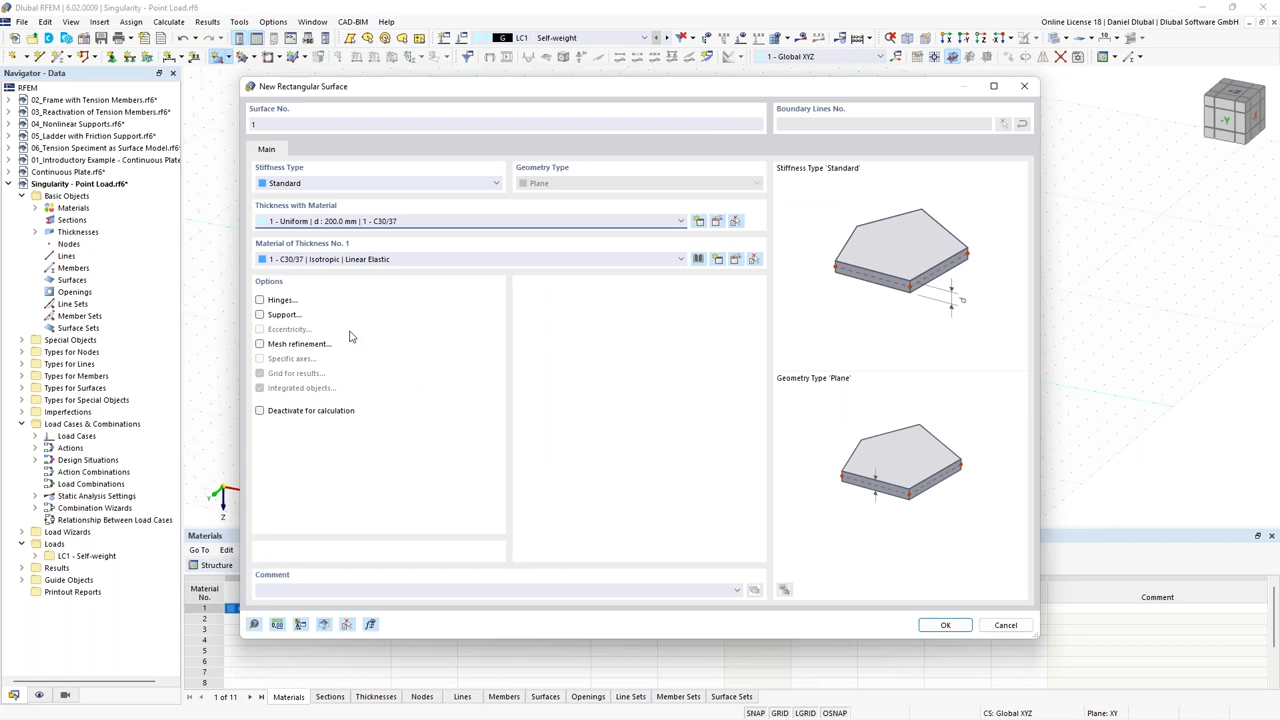 Dlubal RFEM | 6.02.0009 | Singularity - Point Load.rf6
File Edit View Insert Assign Calculate Results Tools Options Window CAD-BIM Help
Online License 18 | Daniel Dlubal | Dlubal Software GmbH
G LC1 Self-weight
1 - Global XYZ
Navigator - Data
RFEM
02_Frame with Tension Members.rf6*
03_Reactivation of Tension Members.rf6*
04_Nonlinear Supports.rf6*
05_Ladder with Friction Support.rf6*
06_Tension Speciment as Surface Model.rf6*
01_Introductory Example - Continuous Plate
Continuous Plate.rf6*
Singularity - Point Load.rf6*
Basic Objects
Materials
Sections
Thicknesses
Nodes
Lines
Members
Surfaces
Openings
Line Sets
Member Sets
Surface Sets
Special Objects
Types for Nodes
Types for Lines
Types for Members
Types for Surfaces
Types for Special Objects
Imperfections
Load Cases & Combinations
Load Cases
Actions
Design Situations
Action Combinations
Load Combinations
Static Analysis Settings
Combination Wizards
Relationship Between Load Cases
Load Wizards
Loads
LC1 - Self-weight
Results
Guide Objects
Printout Reports
New Rectangular Surface
Surface No.
1
Boundary Lines No.
Main
Stiffness Type
Standard
Geometry Type
Plane
Thickness with Material
1 - Uniform | d : 200.0 mm | 1 - C30/37
Material of Thickness No. 1
1 - C30/37 | Isotropic | Linear Elastic
Options
Hinges...
Support...
Eccentricity...
Mesh refinement...
Specific axes...
Grid for results...
Integrated objects...
Deactivate for calculation
Comment
Stiffness Type 'Standard'
d
Geometry Type 'Plane'
OK Cancel
-Y
Y
Z
Materials
Go To Edit
Structure
Material
No.
Comment
1
2
3
4
5
6
7
8
1 of 11 Materials Sections Thicknesses Nodes Lines Members Surfaces Openings Line Sets Member Sets Surface Sets
SNAP GRID LGRID OSNAP CS: Global XYZ Plane: XY